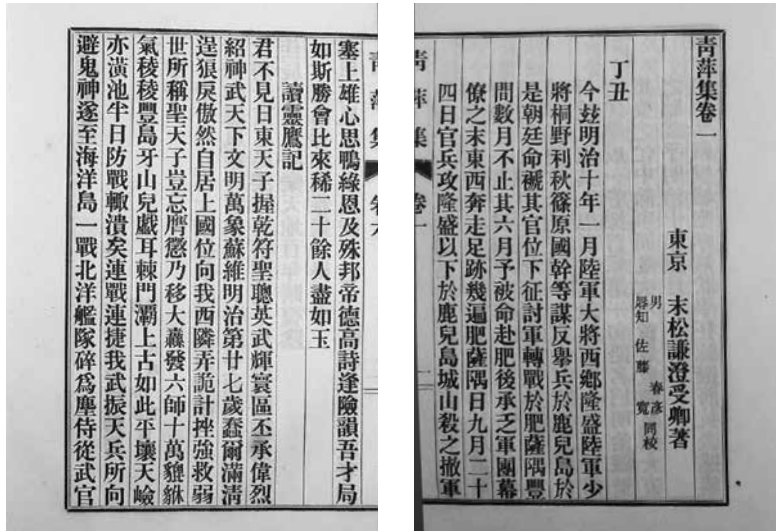 青萍集卷一
東京　末松謙澄受卿著
男　春彥
辱知　佐藤　寬　同校
丁丑
今玆明治十年一月陸軍大將西鄕隆盛陸軍少
將桐野利秋篠原國幹等謀反擧兵於鹿兒島於
是朝廷命褫其官位下征討軍轉戰於肥薩隅豐
間數月不止其六月予被命赴肥後承乏軍團幕
僚之末東西奔走足跡幾遍肥薩隅日九月二十
四日官兵攻隆盛以下於鹿兒島城山殺之撤軍
靑萍集　卷一
塞上雄心思鴨綠恩及殊邦帝德高詩逢險韻吾才局
如斯勝會比來稀二十餘人盡如玉
讀靈鷹記
君不見日東天子握乾符聖聰英武輝寰區丕承偉烈
紹神武天下文明萬象蘇維明治第廿七歲蠢爾滿淸
逞狠戾傲然自居上國位向我西隣弄詭計挫強救弱
世所稱聖天子豈忘膺懲乃移大纛發六師十萬貔貅
氣稜稜豐島牙山兒戲耳棘門灞上古如此平壤天嶮
亦潢池半日防戰輙潰矣連戰連捷我武振天兵所向
避鬼神遂至海洋島一戰北洋艦隊碎爲塵侍從武官